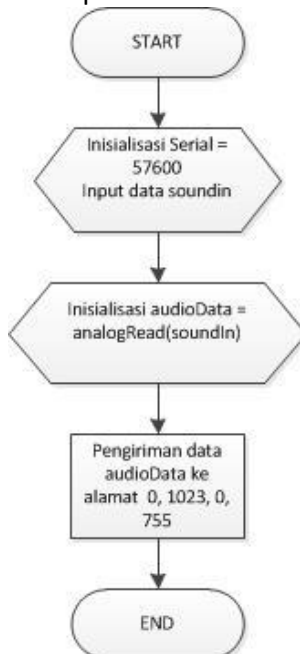 START
Inisialisasi Serial =
57600
Input data soundin
Inisialisasi audioData =
analogRead(soundIn)
Pengiriman data
audioData ke
alamat 0, 1023, 0,
755
END